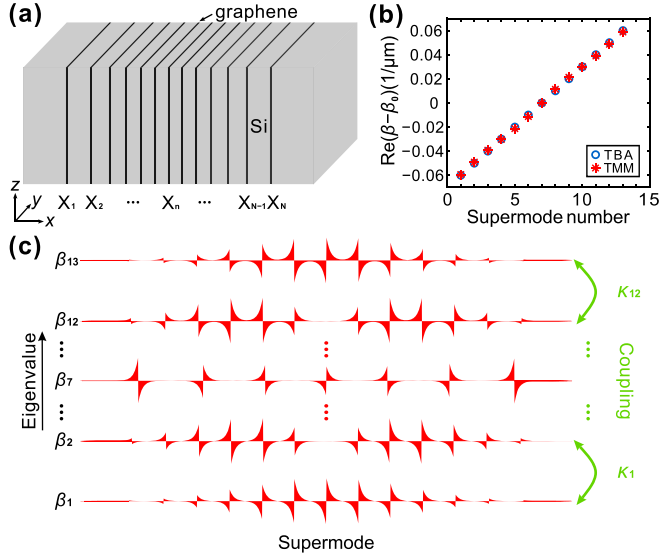 (a)
graphene
Si
z
y
x
X₁ X₂ ... Xₙ ... X_N-1 X_N
(b)
Re(β−β₀)(1/μm)
0.06
0.04
0.02
0
−0.02
−0.04
−0.06
TBA
TMM
0 5 10 15
Supermode number
(c)
β₁₃
β₁₂
β₇
β₂
β₁
Eigenvalue
κ₁₂
Coupling
κ₁
Supermode